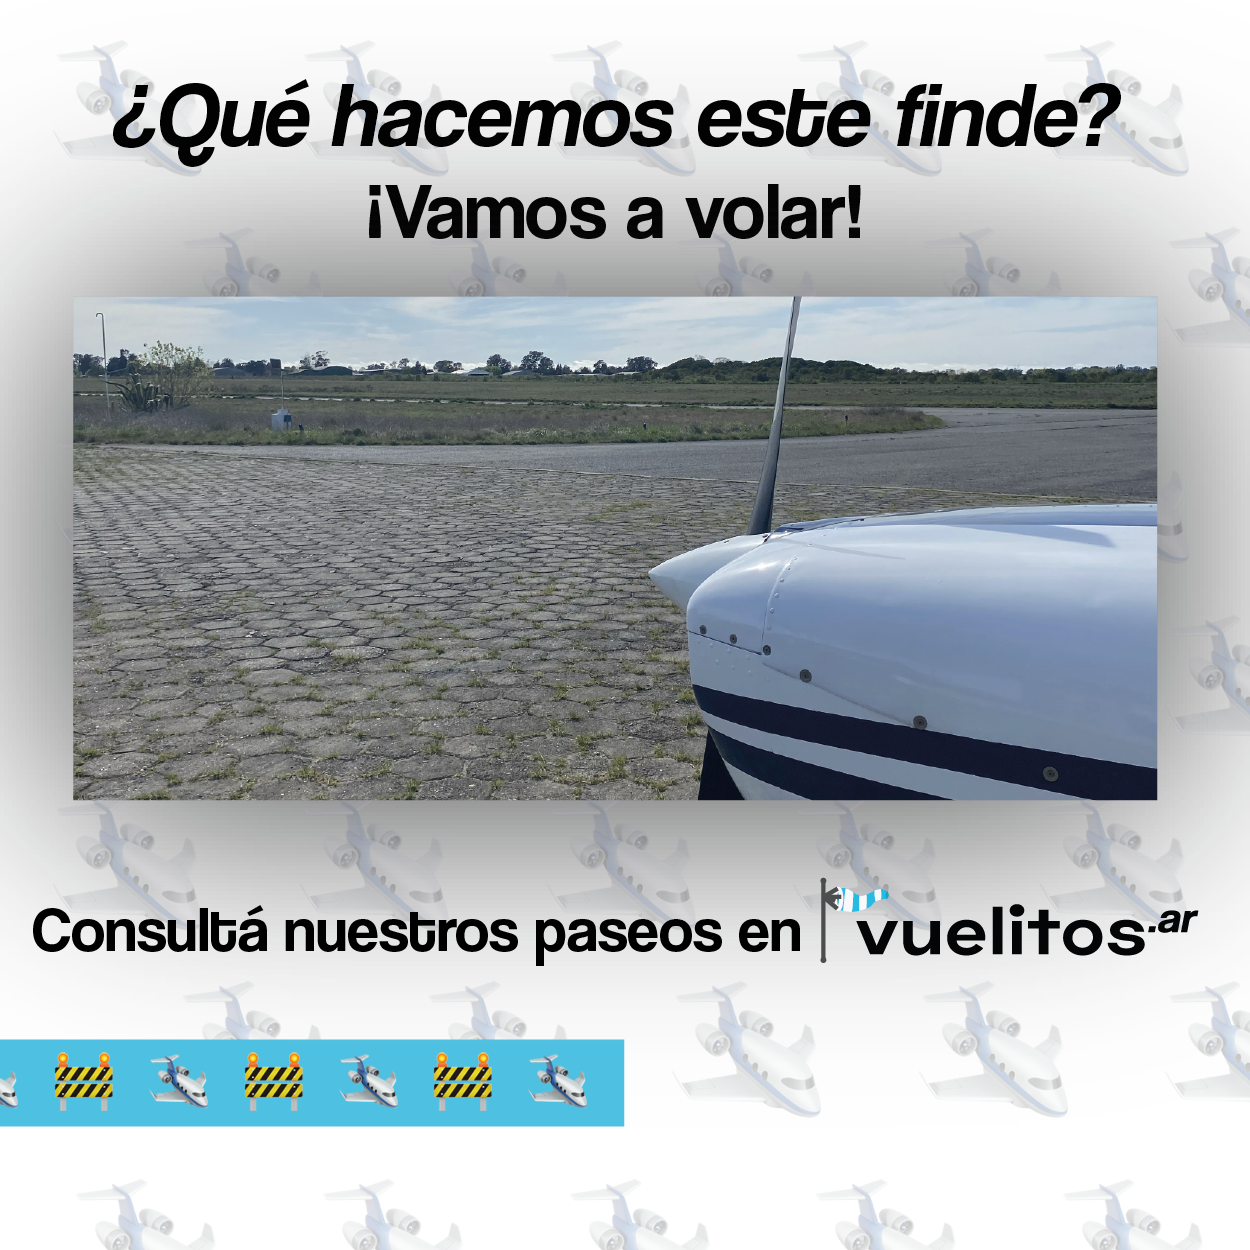 ¿Qué hacemos este finde?
¡Vamos a volar!
Consultá nuestros paseos en vuelitos.ar